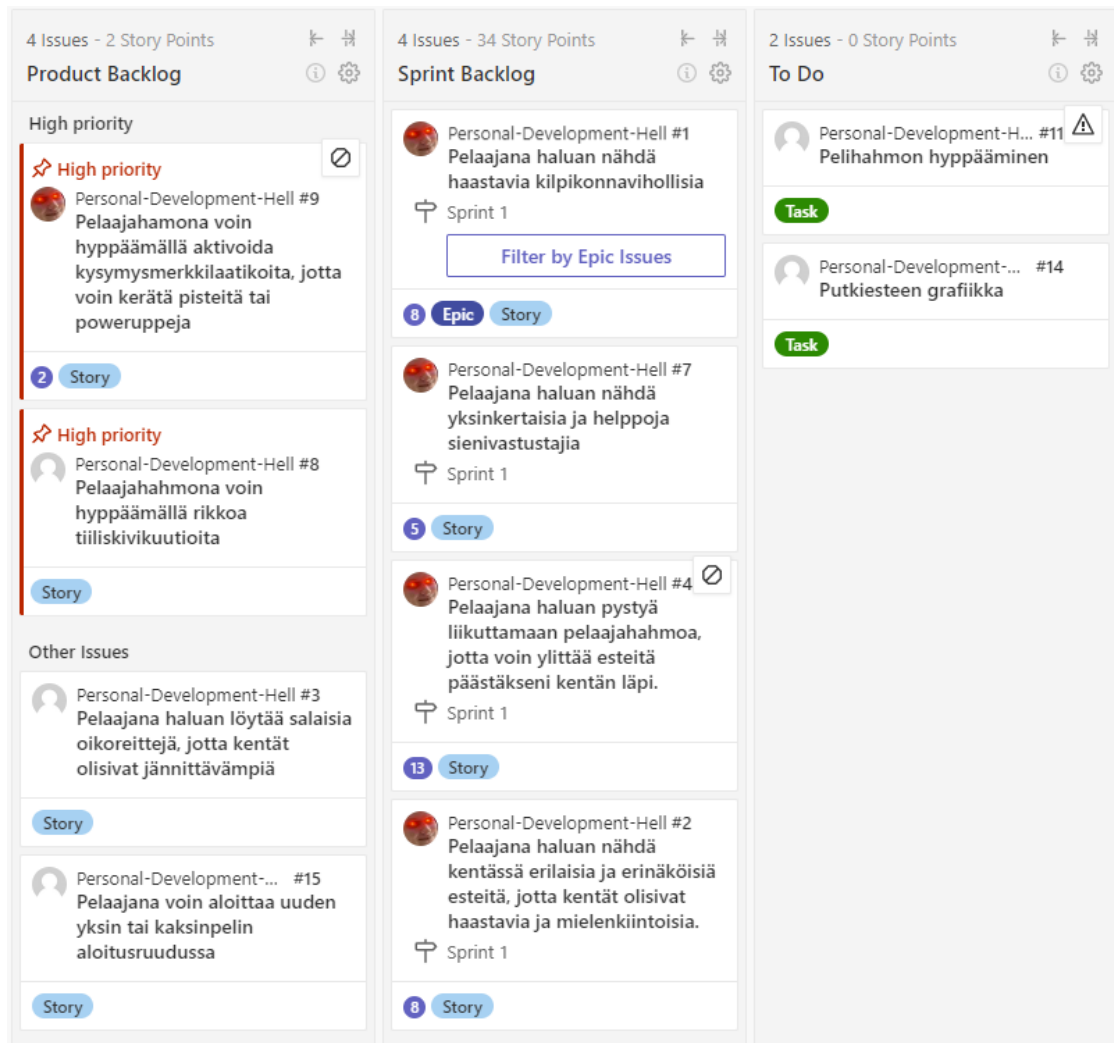 4 Issues - 2 Story Points
Product Backlog
High priority
High priority
Personal-Development-Hell #9
Pelaajahamona voin
hyppäämällä aktivoida
kysymysmerkkilaatikoita, jotta
voin kerätä pisteitä tai
poweruppeja
2 Story
High priority
Personal-Development-Hell #8
Pelaajahahmona voin
hyppäämällä rikkoa
tiiliskivikuutioita
Story
Other Issues
Personal-Development-Hell #3
Pelaajana haluan löytää salaisia
oikoreittejä, jotta kentät
olisivat jännittävämpiä
Story
Personal-Development-... #15
Pelaajana voin aloittaa uuden
yksin tai kaksinpelin
aloitusruudussa
Story
4 Issues - 34 Story Points
Sprint Backlog
Personal-Development-Hell #1
Pelaajana haluan nähdä
haastavia kilpikonnavihollisia
Sprint 1
Filter by Epic Issues
8 Epic Story
Personal-Development-Hell #7
Pelaajana haluan nähdä
yksinkertaisia ja helppoja
sienivastustajia
Sprint 1
5 Story
Personal-Development-Hell #4
Pelaajana haluan pystyä
liikuttamaan pelaajahahmoa,
jotta voin ylittää esteitä
päästäkseni kentän läpi.
Sprint 1
13 Story
Personal-Development-Hell #2
Pelaajana haluan nähdä
kentässä erilaisia ja erinäköisiä
esteitä, jotta kentät olisivat
haastavia ja mielenkiintoisia.
Sprint 1
8 Story
2 Issues - 0 Story Points
To Do
Personal-Development-H... #11
Pelihahmon hyppääminen
Task
Personal-Development-... #14
Putkiesteen grafiikka
Task